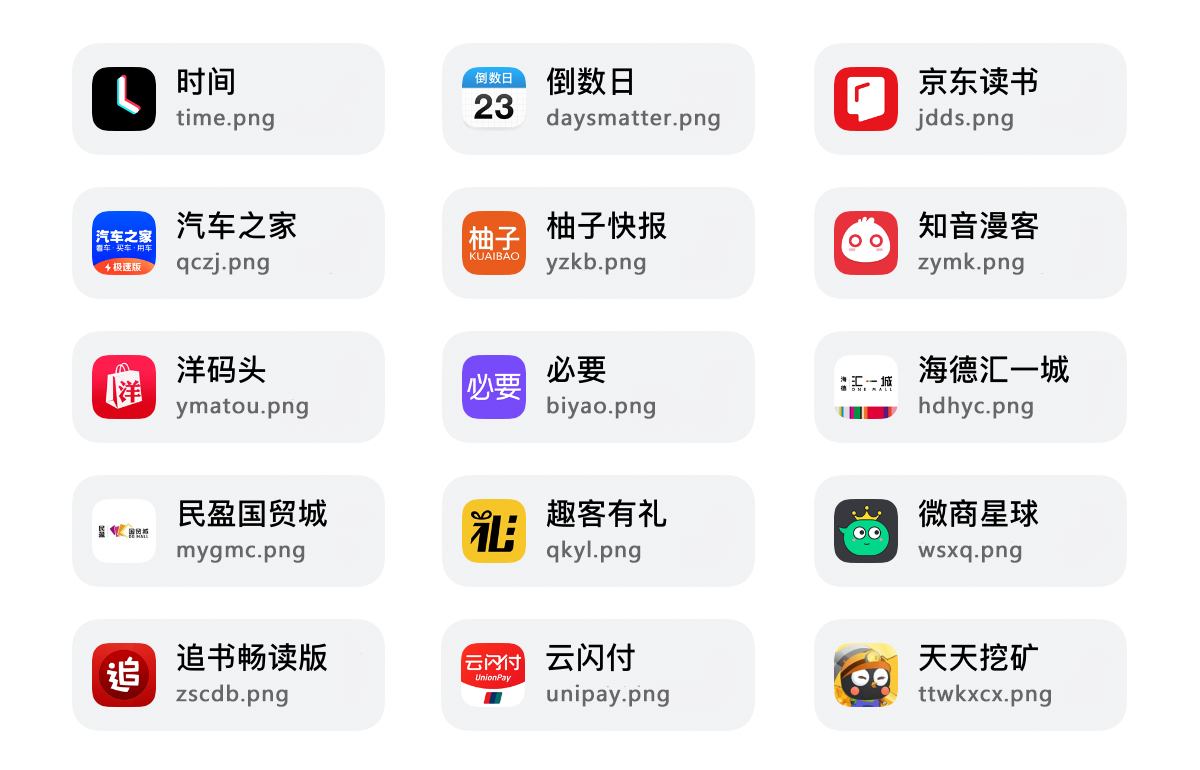 时间
time.png
倒数日
23
倒数日
daysmatter.png
京东读书
jdds.png
汽车之家
看车·买车·用车
极速版
汽车之家
qczj.png
柚子
KUAIBAO
柚子快报
yzkb.png
知音漫客
zymk.png
洋
洋码头
ymatou.png
必要
必要
biyao.png
海德
汇一城
ONE MALL
海德汇一城
hdhyc.png
民盈
国贸城
民盈国贸城
mygmc.png
礼
趣客有礼
qkyl.png
微商星球
wsxq.png
追
追书畅读版
zscdb.png
云闪付
UnionPay
云闪付
unipay.png
天天挖矿
ttwkxcx.png